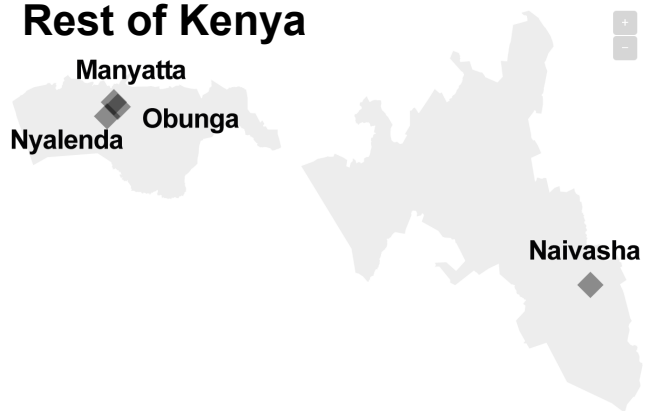 Rest of Kenya
+
−
Manyatta
Obunga
Nyalenda
Naivasha